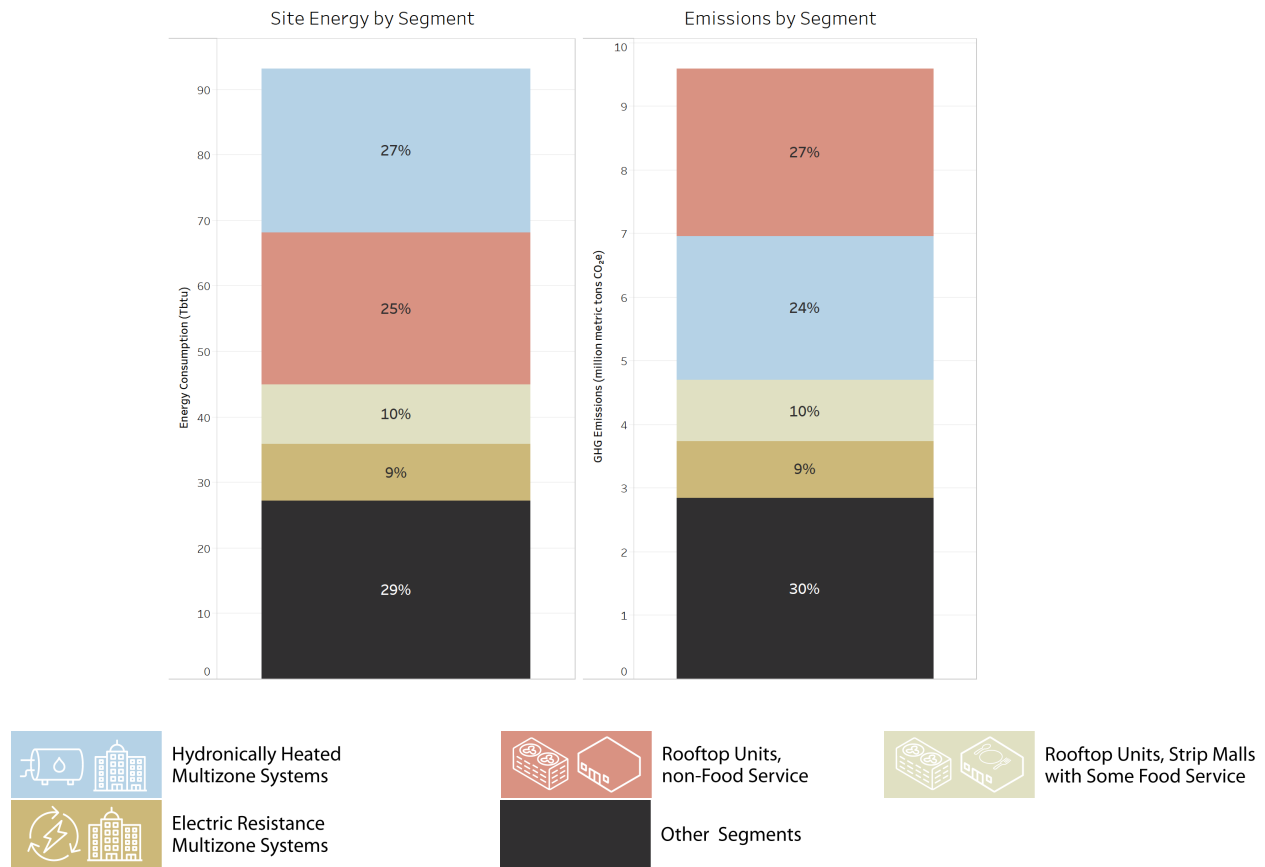 Site Energy by Segment
Energy Consumption (Tbtu)
90
80
70
60
50
40
30
20
10
0
27%
25%
10%
9%
29%
Emissions by Segment
GHG Emissions (million metric tons CO₂e)
10
9
8
7
6
5
4
3
2
1
0
27%
24%
10%
9%
30%
Hydronically Heated
Multizone Systems
Rooftop Units,
non-Food Service
Rooftop Units, Strip Malls
with Some Food Service
Electric Resistance
Multizone Systems
Other Segments